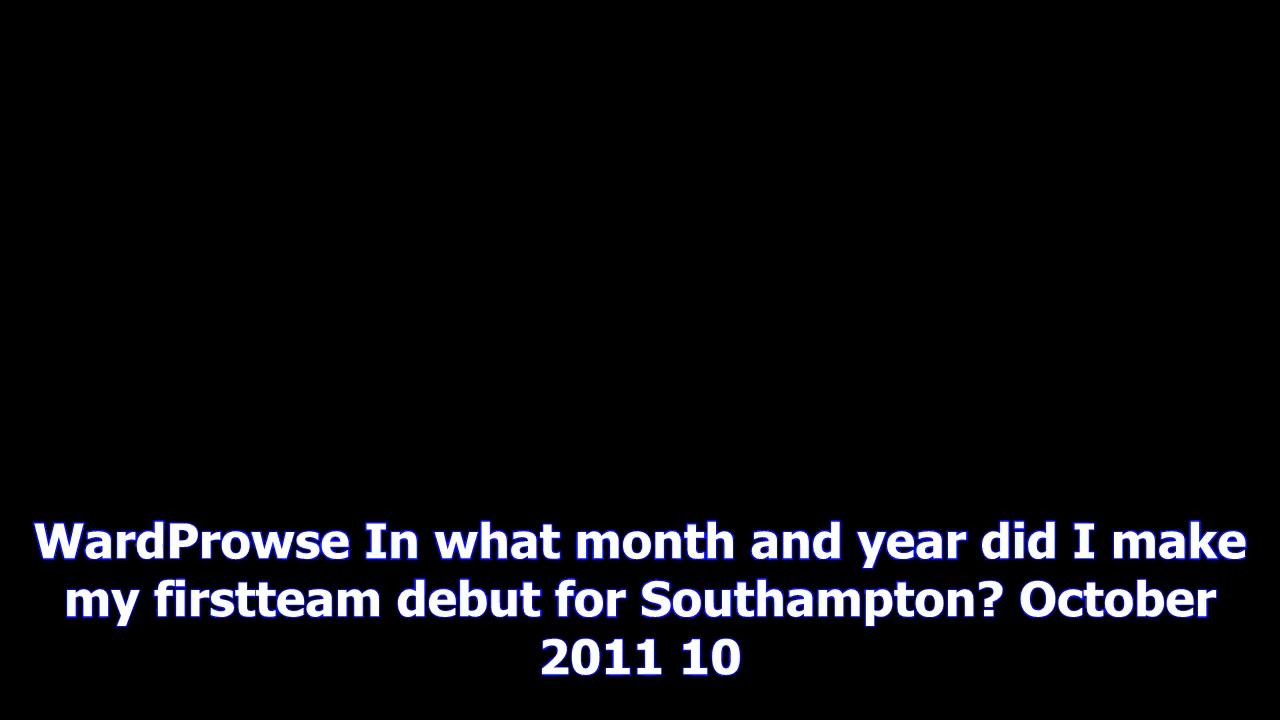 WardProwse In what month and year did I make
my firstteam debut for Southampton? October
2011 10